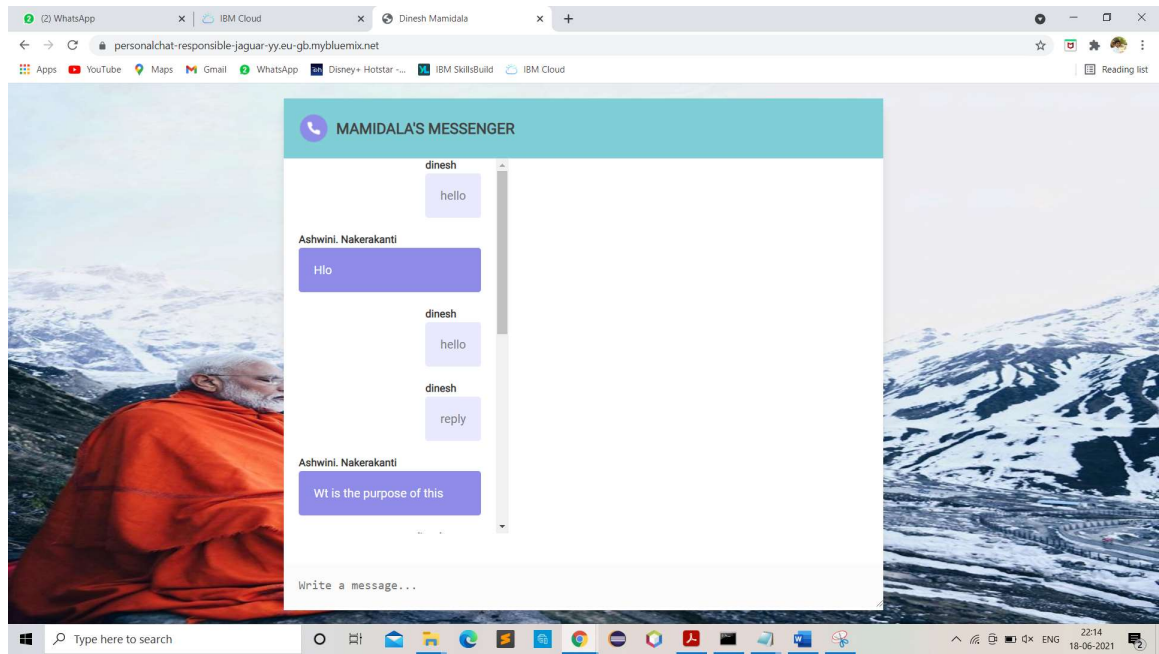 (2) WhatsApp
IBM Cloud
Dinesh Mamidala
personalchat-responsible-jaguar-yy.eu-gb.mybluemix.net
Apps YouTube Maps Gmail WhatsApp Disney+ Hotstar -... IBM SkillsBuild IBM Cloud Reading list
MAMIDALA'S MESSENGER
dinesh
hello
Ashwini. Nakerakanti
Hlo
dinesh
hello
dinesh
reply
Ashwini. Nakerakanti
Wt is the purpose of this
Write a message...
Type here to search
ENG
22:14
18-06-2021